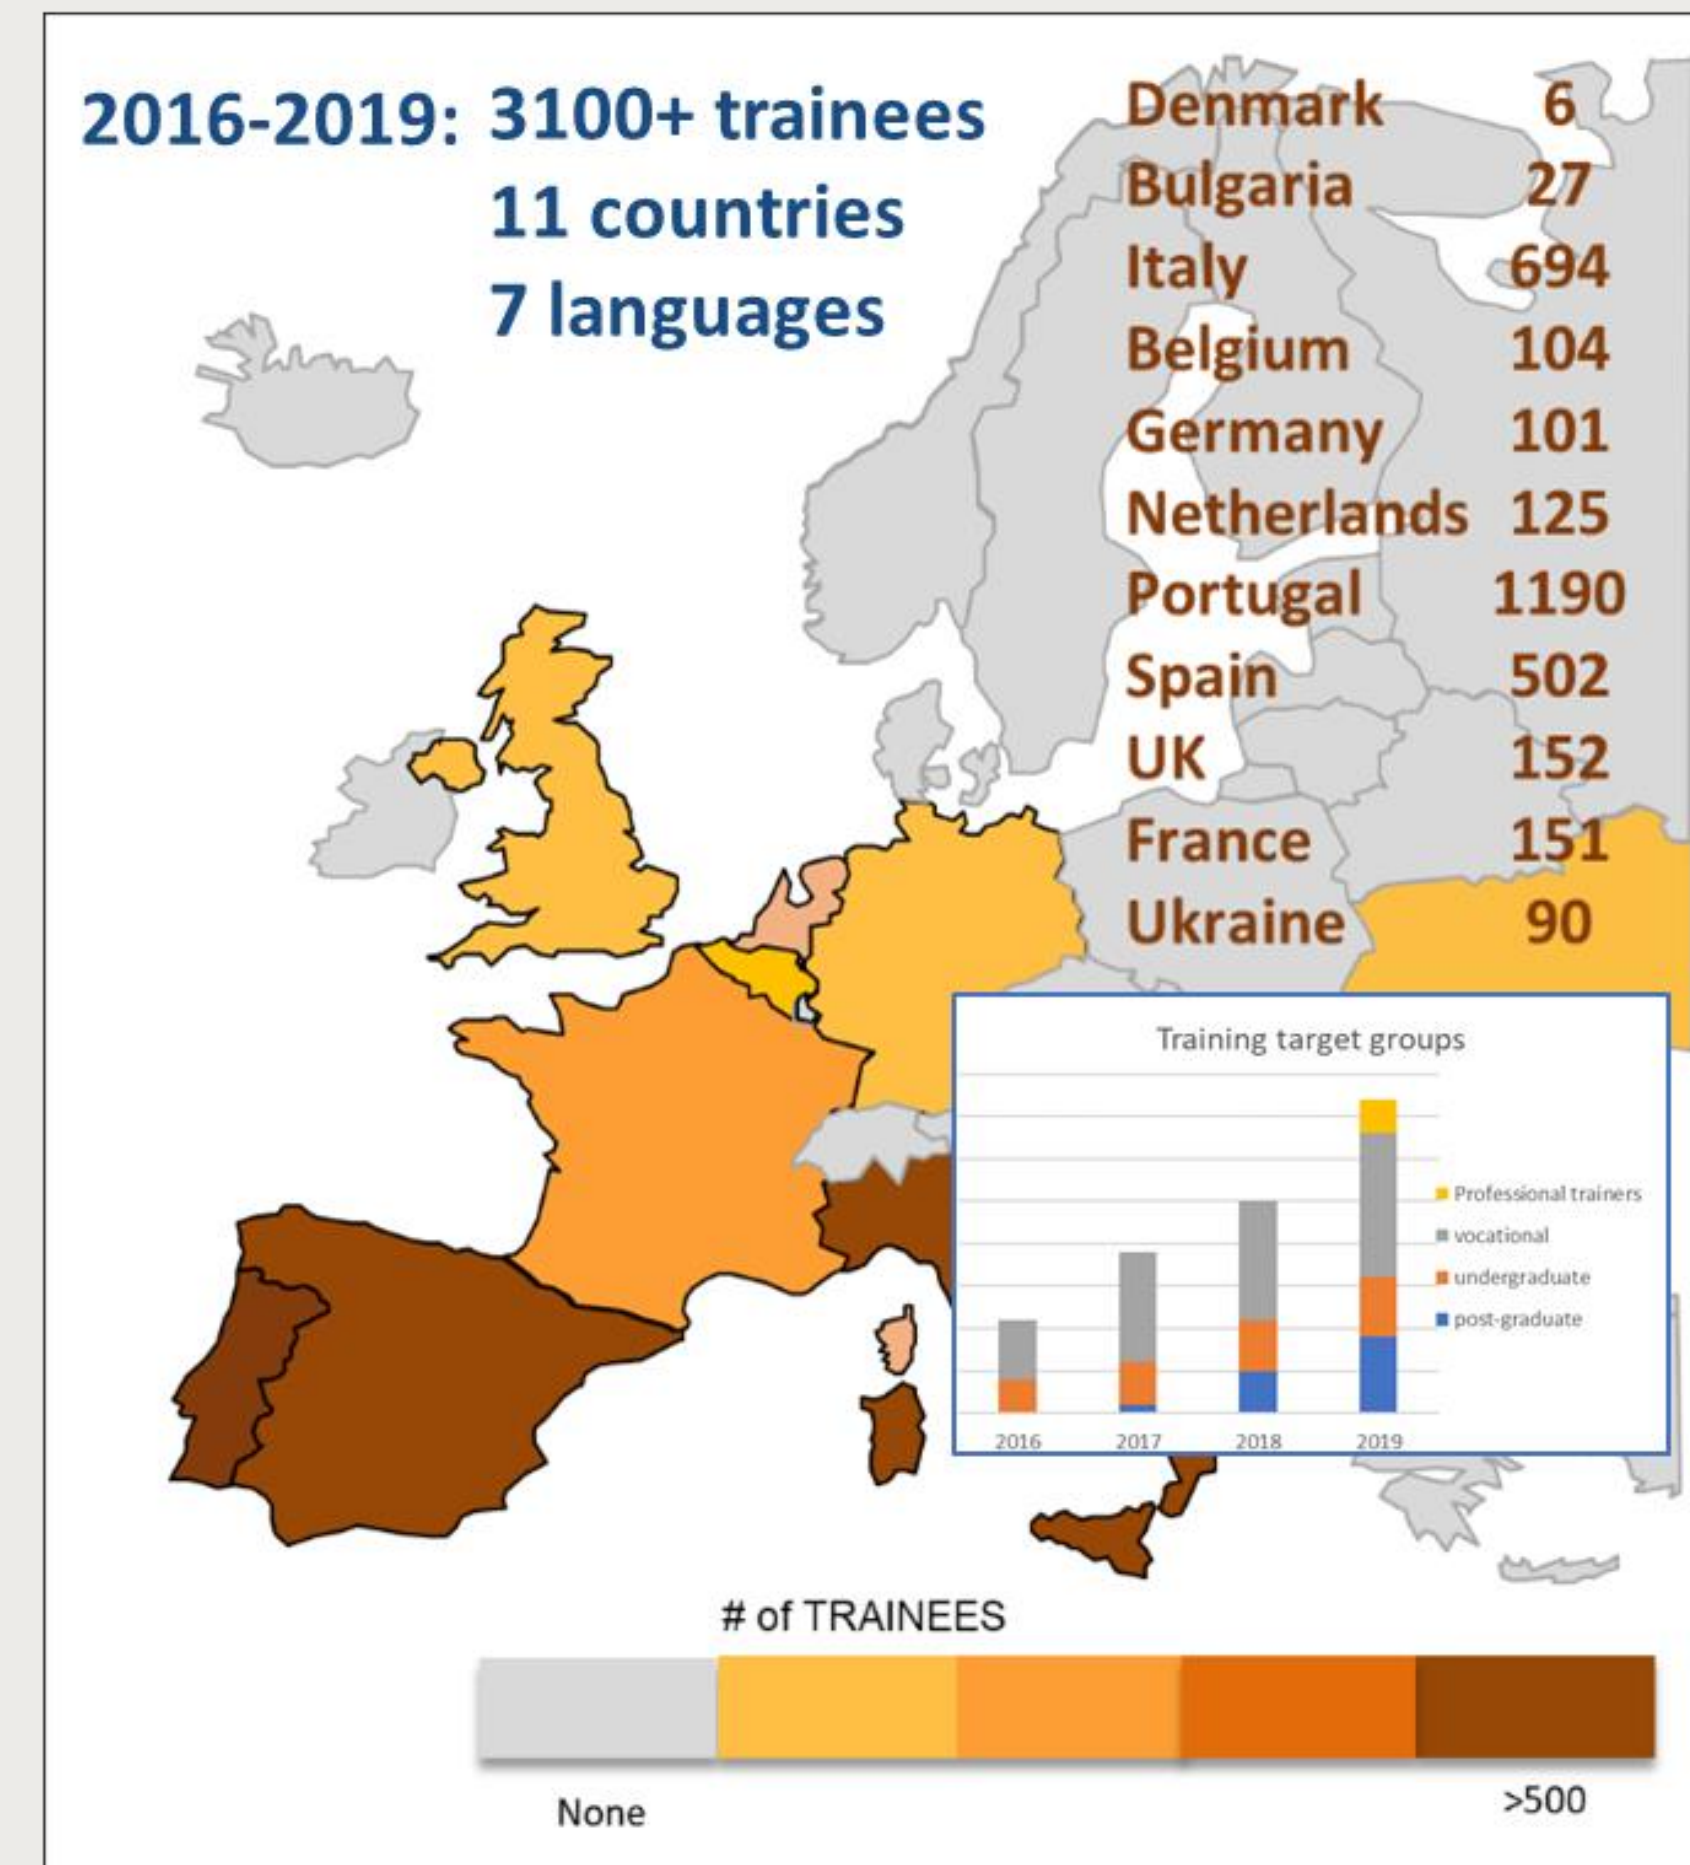 2016-2019: 3100+ trainees
11 countries
7 languages
Denmark 6
Bulgaria 27
Italy 694
Belgium 104
Germany 101
Netherlands 125
Portugal 1190
Spain 502
UK 152
France 151
Ukraine 90
Training target groups
Professional trainers
vocational
undergraduate
post-graduate
2016 2017 2018 2019
# of TRAINEES
None >500